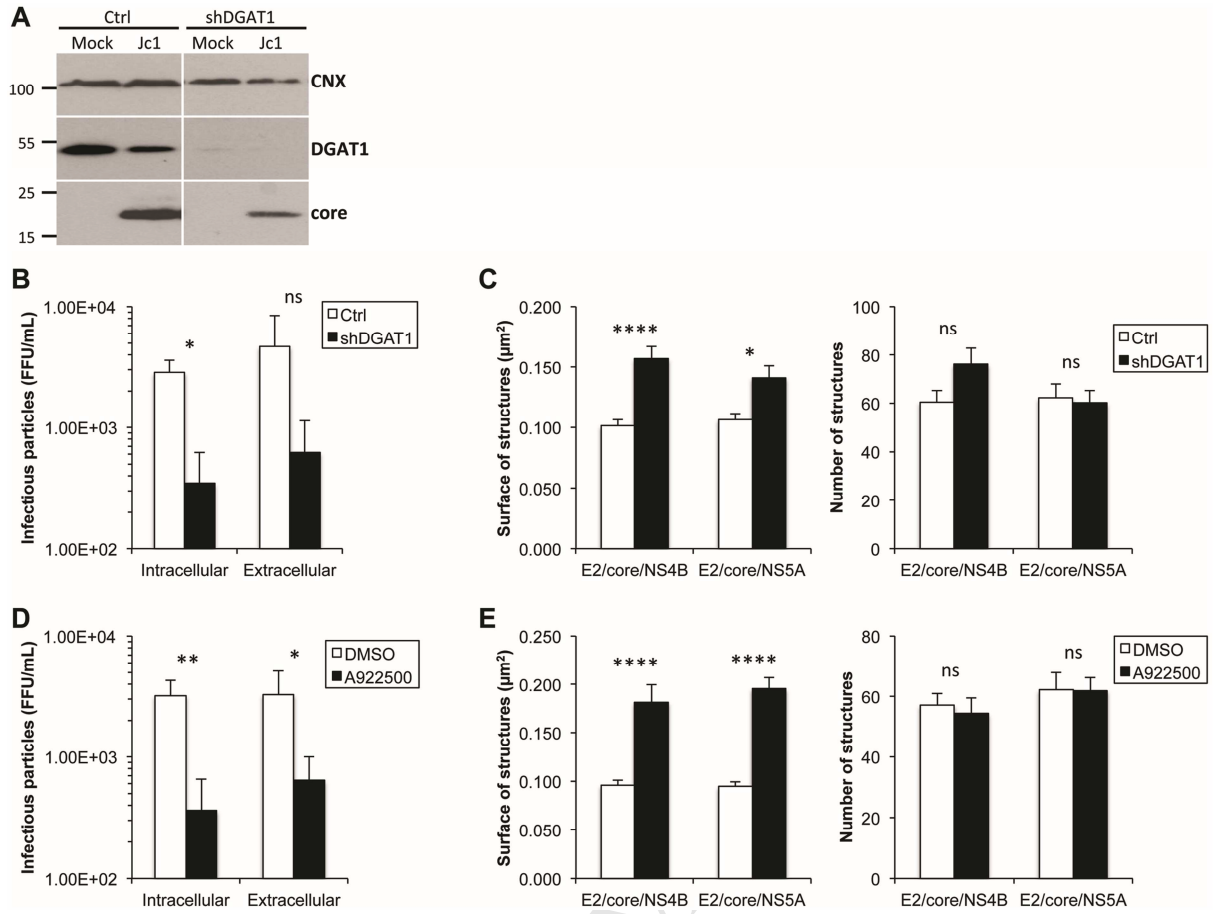 A
Ctrl shDGAT1
Mock Jc1 Mock Jc1
100 CNX
55 DGAT1
25 core
15
B
Infectious particles (FFU/mL)
1.00E+04
1.00E+03
1.00E+02
* ns
Ctrl
shDGAT1
Intracellular Extracellular
C
Surface of structures (µm²)
0.200
0.150
0.100
0.050
0.000
**** *
E2/core/NS4B E2/core/NS5A
Number of structures
100
80
60
40
20
0
ns ns
Ctrl
shDGAT1
E2/core/NS4B E2/core/NS5A
D
Infectious particles (FFU/mL)
1.00E+04
1.00E+03
1.00E+02
** *
DMSO
A922500
Intracellular Extracellular
E
Surface of structures (µm²)
0.250
0.200
0.150
0.100
0.050
0.000
**** ****
E2/core/NS4B E2/core/NS5A
Number of structures
80
60
40
20
0
ns ns
DMSO
A922500
E2/core/NS4B E2/core/NS5A